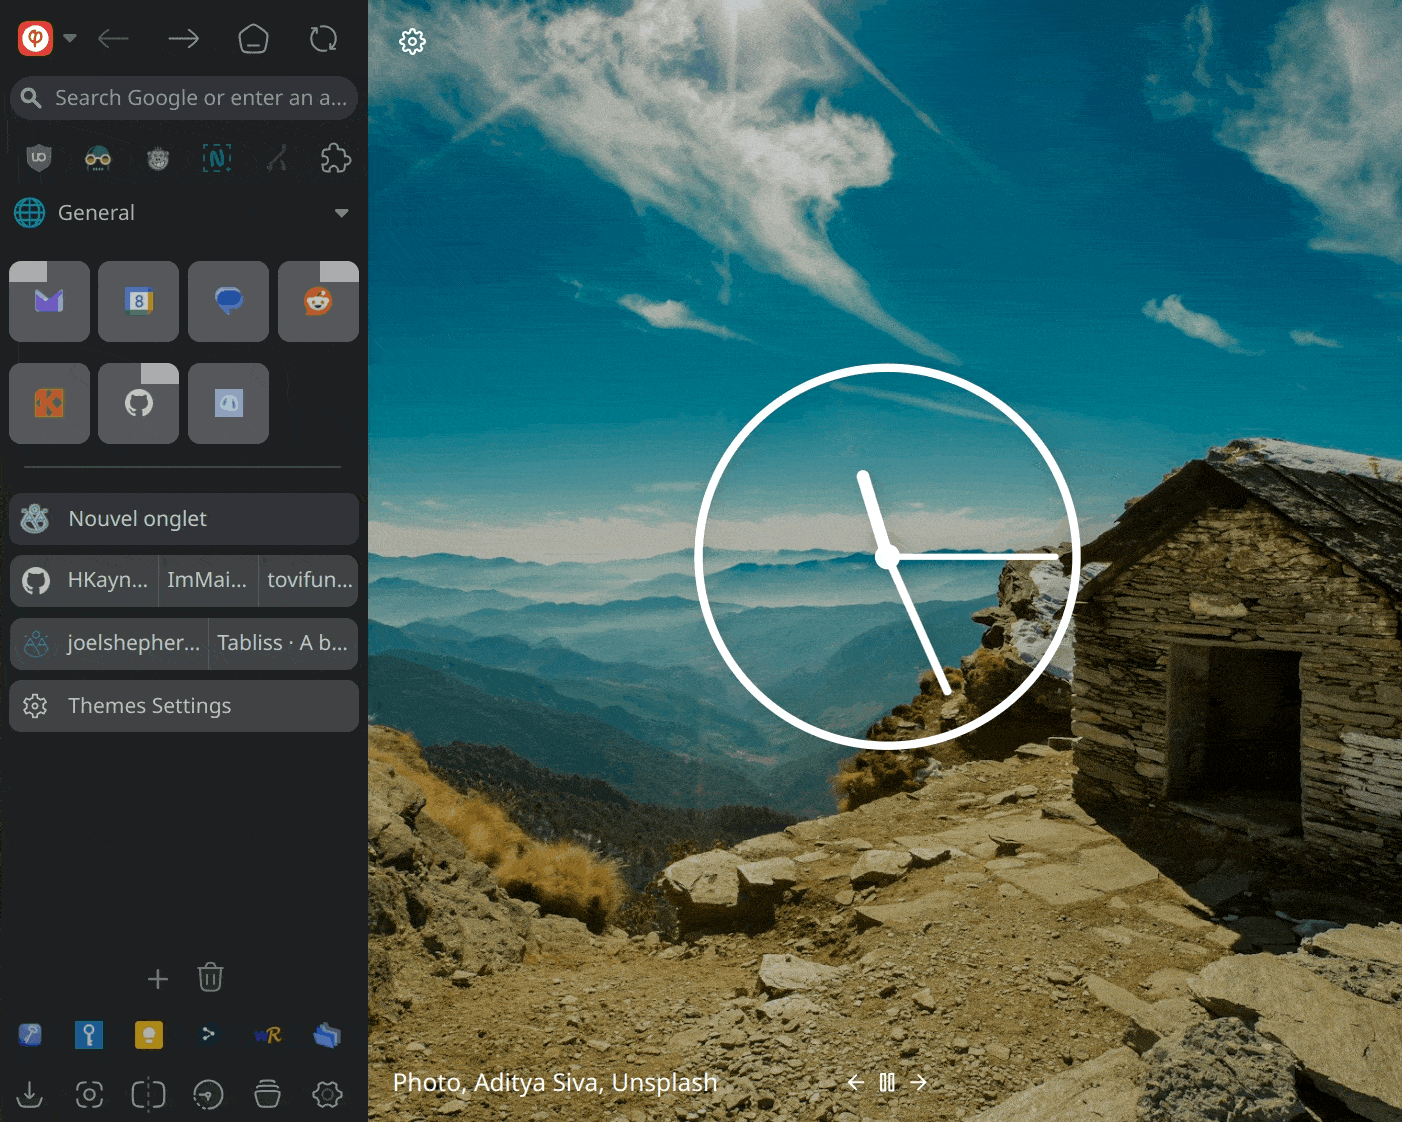 Search Google or enter an a...
General
8
Nouvel onglet
HKayn... ImMai... tovifun...
joelshepher... Tabliss · A b...
Themes Settings
Photo, Aditya Siva, Unsplash